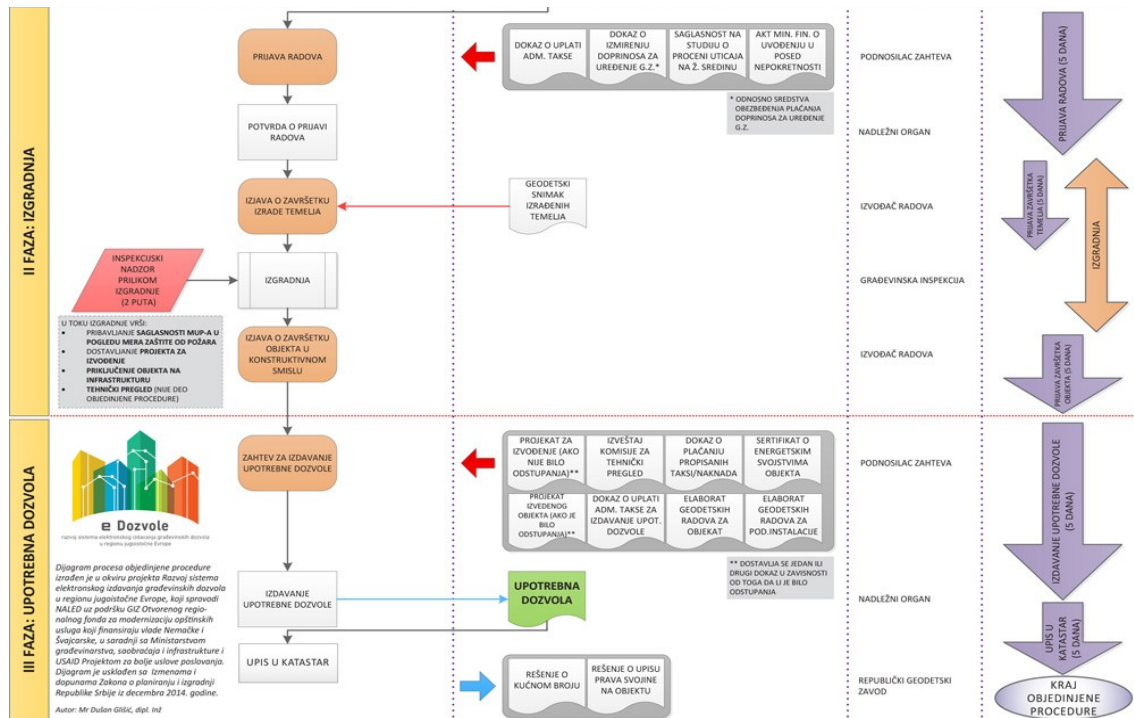 II FAZA: IZGRADNJA
PRIJAVA RADOVA
DOKAZ O UPLATI
ADM. TAKSE
DOKAZ O
IZMIRENJU
DOPRINOSA ZA
UREĐENJE G.Z.*
SAGLASNOST NA
STUDIJU O
PROCENI UTICAJA
NA Ž. SREDINU
AKT MIN. FIN. O
UVOĐENJU U
POSED
NEPOKRETNOSTI
PODNOSILAC ZAHTEVA
PRIJAVA RADOVA (5 DANA)
* ODNOSNO SREDSTVA
OBEZBEĐENJA PLAĆANJA
DOPRINOSA ZA UREĐENJE
G.Z.
POTVRDA O PRIJAVI
RADOVA
NADLEŽNI ORGAN
IZJAVA O ZAVRŠETKU
IZRADE TEMELJA
GEODETSKI
SNIMAK
IZRAĐENIH
TEMELJA
IZVOĐAČ RADOVA
PRIJAVA ZAVRŠETKA
TEMELJA (5 DANA)
IZGRADNJA
INSPEKCIJSKI
NADZOR
PRILIKOM
IZGRADNJE
(2 PUTA)
IZGRADNJA
GRAĐEVINSKA INSPEKCIJA
U TOKU IZGRADNJE VRŠI:
• PRIBAVLJANJE SAGLASNOSTI MUP-A U
POGLEDU MERA ZAŠTITE OD POŽARA
• DOSTAVLJANJE PROJEKTA ZA
IZVOĐENJE
• PRIKLJUČENJE OBJEKTA NA
INFRASTRUKTURU
• TEHNIČKI PREGLED (NIJE DEO
OBJEDINJENE PROCEDURE)
IZJAVA O ZAVRŠETKU
OBJEKTA U
KONSTRUKTIVNOM
SMISLU
IZVOĐAČ RADOVA
PRIJAVA ZAVRŠETKA
OBJEKTA (5 DANA)
III FAZA: UPOTREBNA DOZVOLA
e Dozvole
razvoj sistema elektronskog izdavanja građevinskih dozvola
u regionu jugoistočne Evrope
ZAHTEV ZA IZDAVANJE
UPOTREBNE DOZVOLE
PROJEKAT ZA
IZVOĐENJE (AKO
NIJE BILO
ODSTUPANJA)**
IZVEŠTAJ
KOMISIJE ZA
TEHNIČKI
PREGLED
DOKAZ O
PLAĆANJU
PROPISANIH
TAKSI/NAKNADA
SERTIFIKAT O
ENERGETSKIM
SVOJSTVIMA
OBJEKTA
PODNOSILAC ZAHTEVA
PROJEKAT
IZVEDENOG
OBJEKTA (AKO JE
BILO
ODSTUPANJA)**
DOKAZ O UPLATI
ADM. TAKSE ZA
IZDAVANJE UPOT.
DOZVOLE
ELABORAT
GEODETSKIH
RADOVA ZA
OBJEKAT
ELABORAT
GEODETSKIH
RADOVA ZA
POD.INSTALACIJE
IZDAVANJE UPOTREBNE DOZVOLE
(5 DANA)
** DOSTAVLJA SE JEDAN ILI
DRUGI DOKAZ U ZAVISNOSTI
OD TOGA DA LI JE BILO
ODSTUPANJA
Dijagram procesa objedinjene procedure
izrađen je u okviru projekta Razvoj sistema
elektronskog izdavanja građevinskih dozvola
u regionu jugoistočne Evrope, koji sprovodi
NALED uz podršku GIZ Otvorenog regio-
nalnog fonda za modernizaciju opštinskih
usluga koji finansiraju vlade Nemačke i
Švajcarske, u saradnji sa Ministarstvom
građevinarstva, saobraćaja i infrastrukture i
USAID Projektom za bolje uslove poslovanja.
Dijagram je usklađen sa Izmenama i
dopunama Zakona o planiranju i izgradnji
Republike Srbije iz decembra 2014. godine.
Autor: Mr Dušan Glišić, dipl. Inž
IZDAVANJE
UPOTREBNE DOZVOLE
UPOTREBNA
DOZVOLA
NADLEŽNI ORGAN
UPIS U KATASTAR
UPIS U
KATASTAR
(5 DANA)
REŠENJE O
KUĆNOM BROJU
REŠENJE O UPISU
PRAVA SVOJINE
NA OBJEKTU
REPUBLIČKI GEODETSKI
ZAVOD
KRAJ
OBJEDINJENE
PROCEDURE